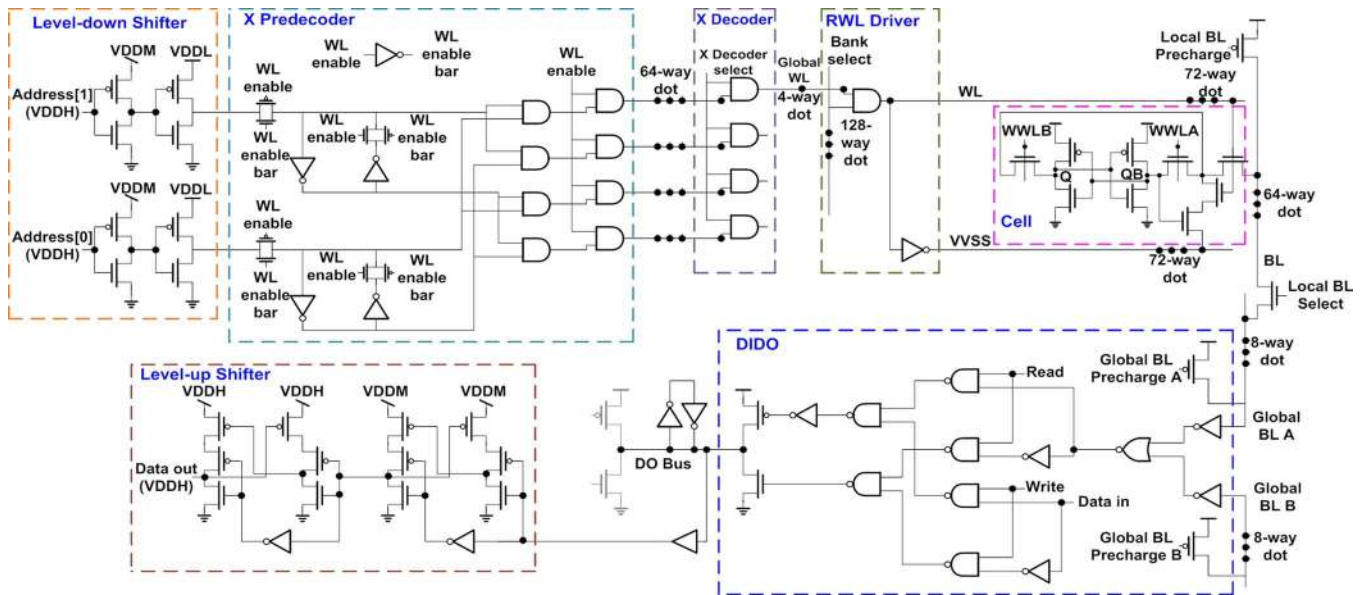 Level-down Shifter
VDDM
VDDL
Address[1]
(VDDH)
VDDM
VDDL
Address[0]
(VDDH)
X Predecoder
WL
enable
WL
enable
bar
WL
enable
WL
enable
bar
WL
enable
WL
enable
bar
WL
enable
WL
enable
bar
WL
enable
WL
enable
bar
WL
enable
64-way
dot
X Decoder
X Decoder
select
Global
WL
4-way
dot
RWL Driver
Bank
select
128-
way
dot
WL
VVSS
Local BL
Precharge
72-way
dot
WWLB
WWLA
Q
QB
Cell
64-way
dot
72-way
dot
BL
Local BL
Select
8-way
dot
Level-up Shifter
VDDH
VDDH
VDDM
VDDM
Data out
(VDDH)
DO Bus
DIDO
Read
Write
Data in
Global BL
Precharge A
Global
BL A
Global
BL B
Global BL
Precharge B
8-way
dot